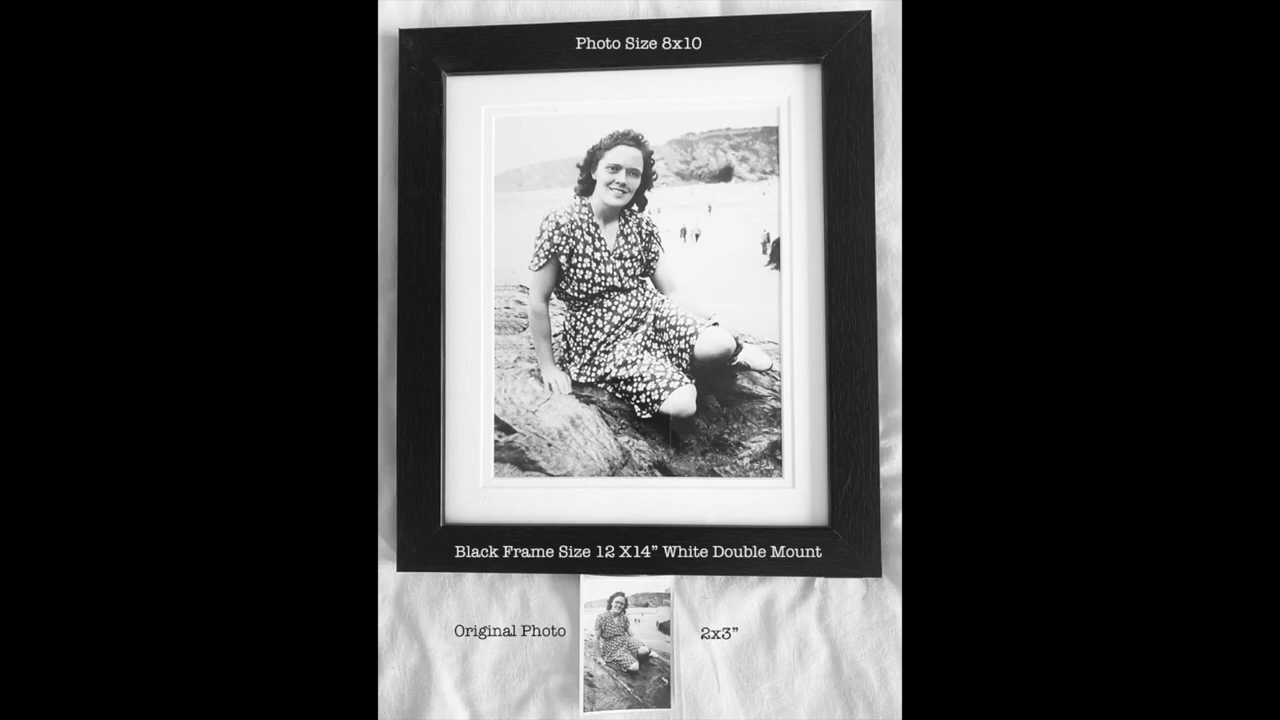 Photo Size 8x10
Black Frame Size 12 X14” White Double Mount
Original Photo
2x3”